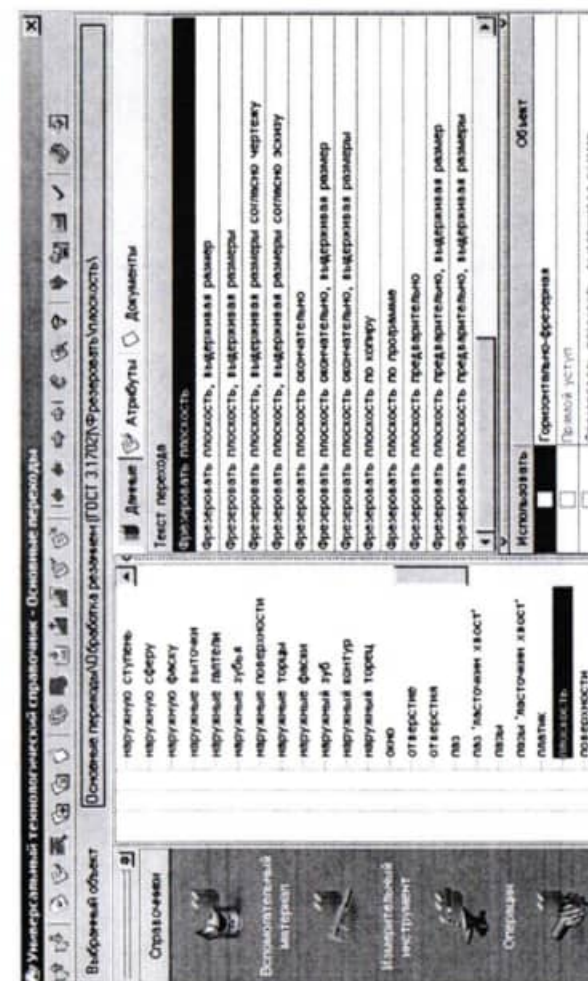 Универсальный технологический справочник - Основные переходы
Выбранный объект
Основные переходы\Обработка резанием (ГОСТ 3.1702)\Фрезеровать\плоскость\
Справочники
Вспомогательный
материал
Измерительный
инструмент
Операции
наружную ступень
наружную сферу
наружную фаску
наружные выточки
наружные галтели
наружные зубья
наружные поверхности
наружные торцы
наружные фаски
наружный зуб
наружный контур
наружный торец
окно
отверстие
отверстия
паз
паз "ласточкин хвост"
пазы
пазы "ласточкин хвост"
платик
плоскость
поверхности
Данные
Атрибуты
Документы
Текст перехода
Фрезеровать плоскость
Фрезеровать плоскость, выдерживая размер
Фрезеровать плоскость, выдерживая размеры
Фрезеровать плоскость, выдерживая размеры согласно чертежу
Фрезеровать плоскость, выдерживая размеры согласно эскизу
Фрезеровать плоскость окончательно
Фрезеровать плоскость окончательно, выдерживая размер
Фрезеровать плоскость окончательно, выдерживая размеры
Фрезеровать плоскость по копиру
Фрезеровать плоскость по программе
Фрезеровать плоскость предварительно
Фрезеровать плоскость предварительно, выдерживая размер
Фрезеровать плоскость предварительно, выдерживая размеры
Использовать
Объект
Горизонтально-фрезерная
Прямой уступ